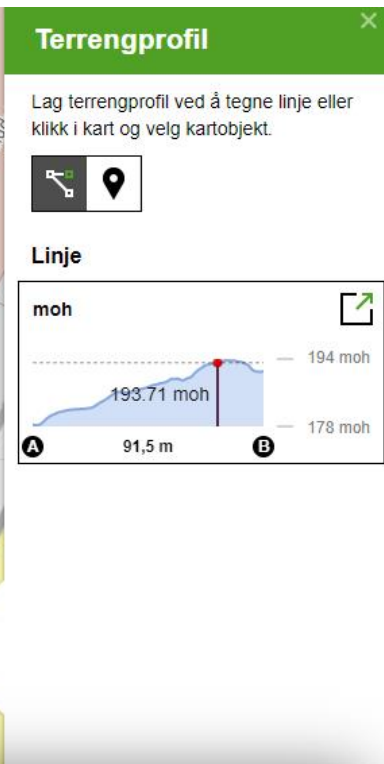 Terrengprofil
Lag terrengprofil ved å tegne linje eller
klikk i kart og velg kartobjekt.
Linje
moh
194 moh
193.71 moh
178 moh
A 91,5 m B